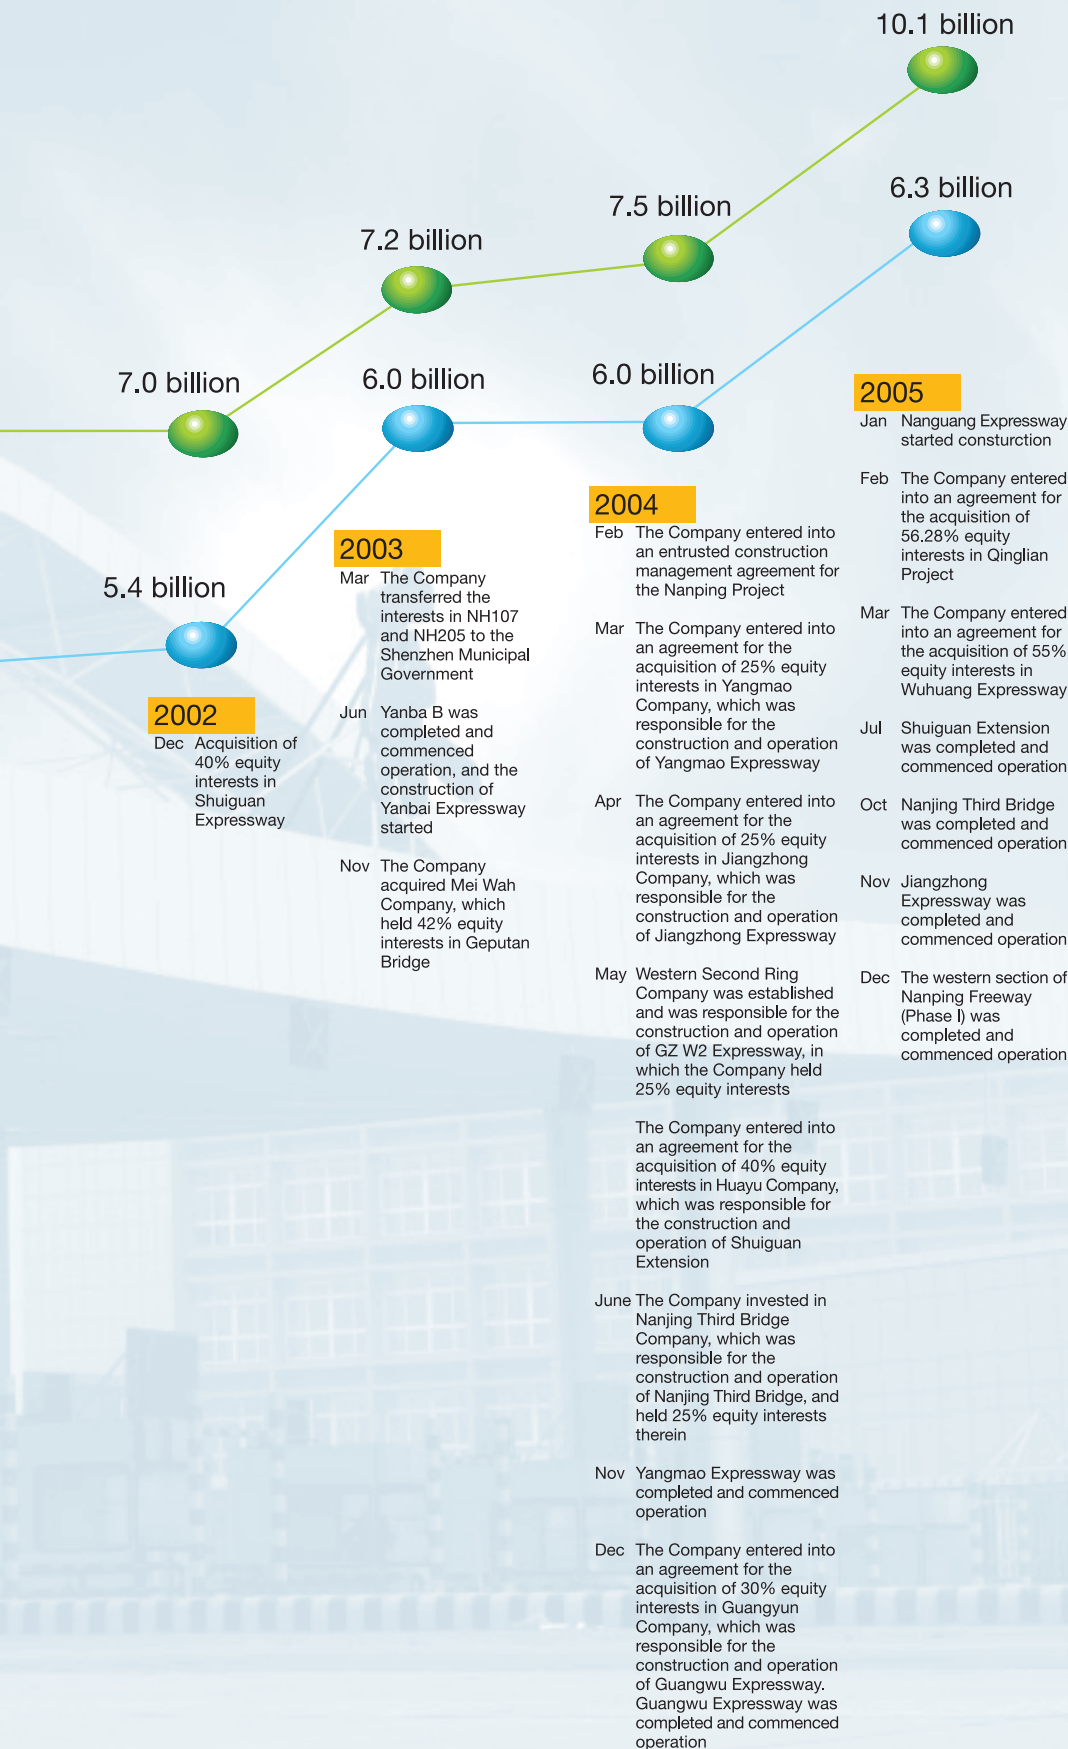 10.1 billion
6.3 billion
7.5 billion
7.2 billion
7.0 billion
6.0 billion
6.0 billion
5.4 billion
2002
Dec Acquisition of
40% equity
interests in
Shuiguan
Expressway
2003
Mar The Company
transferred the
interests in NH107
and NH205 to the
Shenzhen Municipal
Government
Jun Yanba B was
completed and
commenced
operation, and the
construction of
Yanbai Expressway
started
Nov The Company
acquired Mei Wah
Company, which
held 42% equity
interests in Geputan
Bridge
2004
Feb The Company entered into
an entrusted construction
management agreement for
the Nanping Project
Mar The Company entered into
an agreement for the
acquisition of 25% equity
interests in Yangmao
Company, which was
responsible for the
construction and operation
of Yangmao Expressway
Apr The Company entered into
an agreement for the
acquisition of 25% equity
interests in Jiangzhong
Company, which was
responsible for the
construction and operation
of Jiangzhong Expressway
May Western Second Ring
Company was established
and was responsible for the
construction and operation
of GZ W2 Expressway, in
which the Company held
25% equity interests
The Company entered into
an agreement for the
acquisition of 40% equity
interests in Huayu Company,
which was responsible for
the construction and
operation of Shuiguan
Extension
June The Company invested in
Nanjing Third Bridge
Company, which was
responsible for the
construction and operation
of Nanjing Third Bridge, and
held 25% equity interests
therein
Nov Yangmao Expressway was
completed and commenced
operation
Dec The Company entered into
an agreement for the
acquisition of 30% equity
interests in Guangyun
Company, which was
responsible for the
construction and operation
of Guangwu Expressway.
Guangwu Expressway was
completed and commenced
operation
2005
Jan Nanguang Expressway
started consturction
Feb The Company entered
into an agreement for
the acquisition of
56.28% equity
interests in Qinglian
Project
Mar The Company entered
into an agreement for
the acquisition of 55%
equity interests in
Wuhuang Expressway
Jul Shuiguan Extension
was completed and
commenced operation
Oct Nanjing Third Bridge
was completed and
commenced operation
Nov Jiangzhong
Expressway was
completed and
commenced operation
Dec The western section of
Nanping Freeway
(Phase I) was
completed and
commenced operation